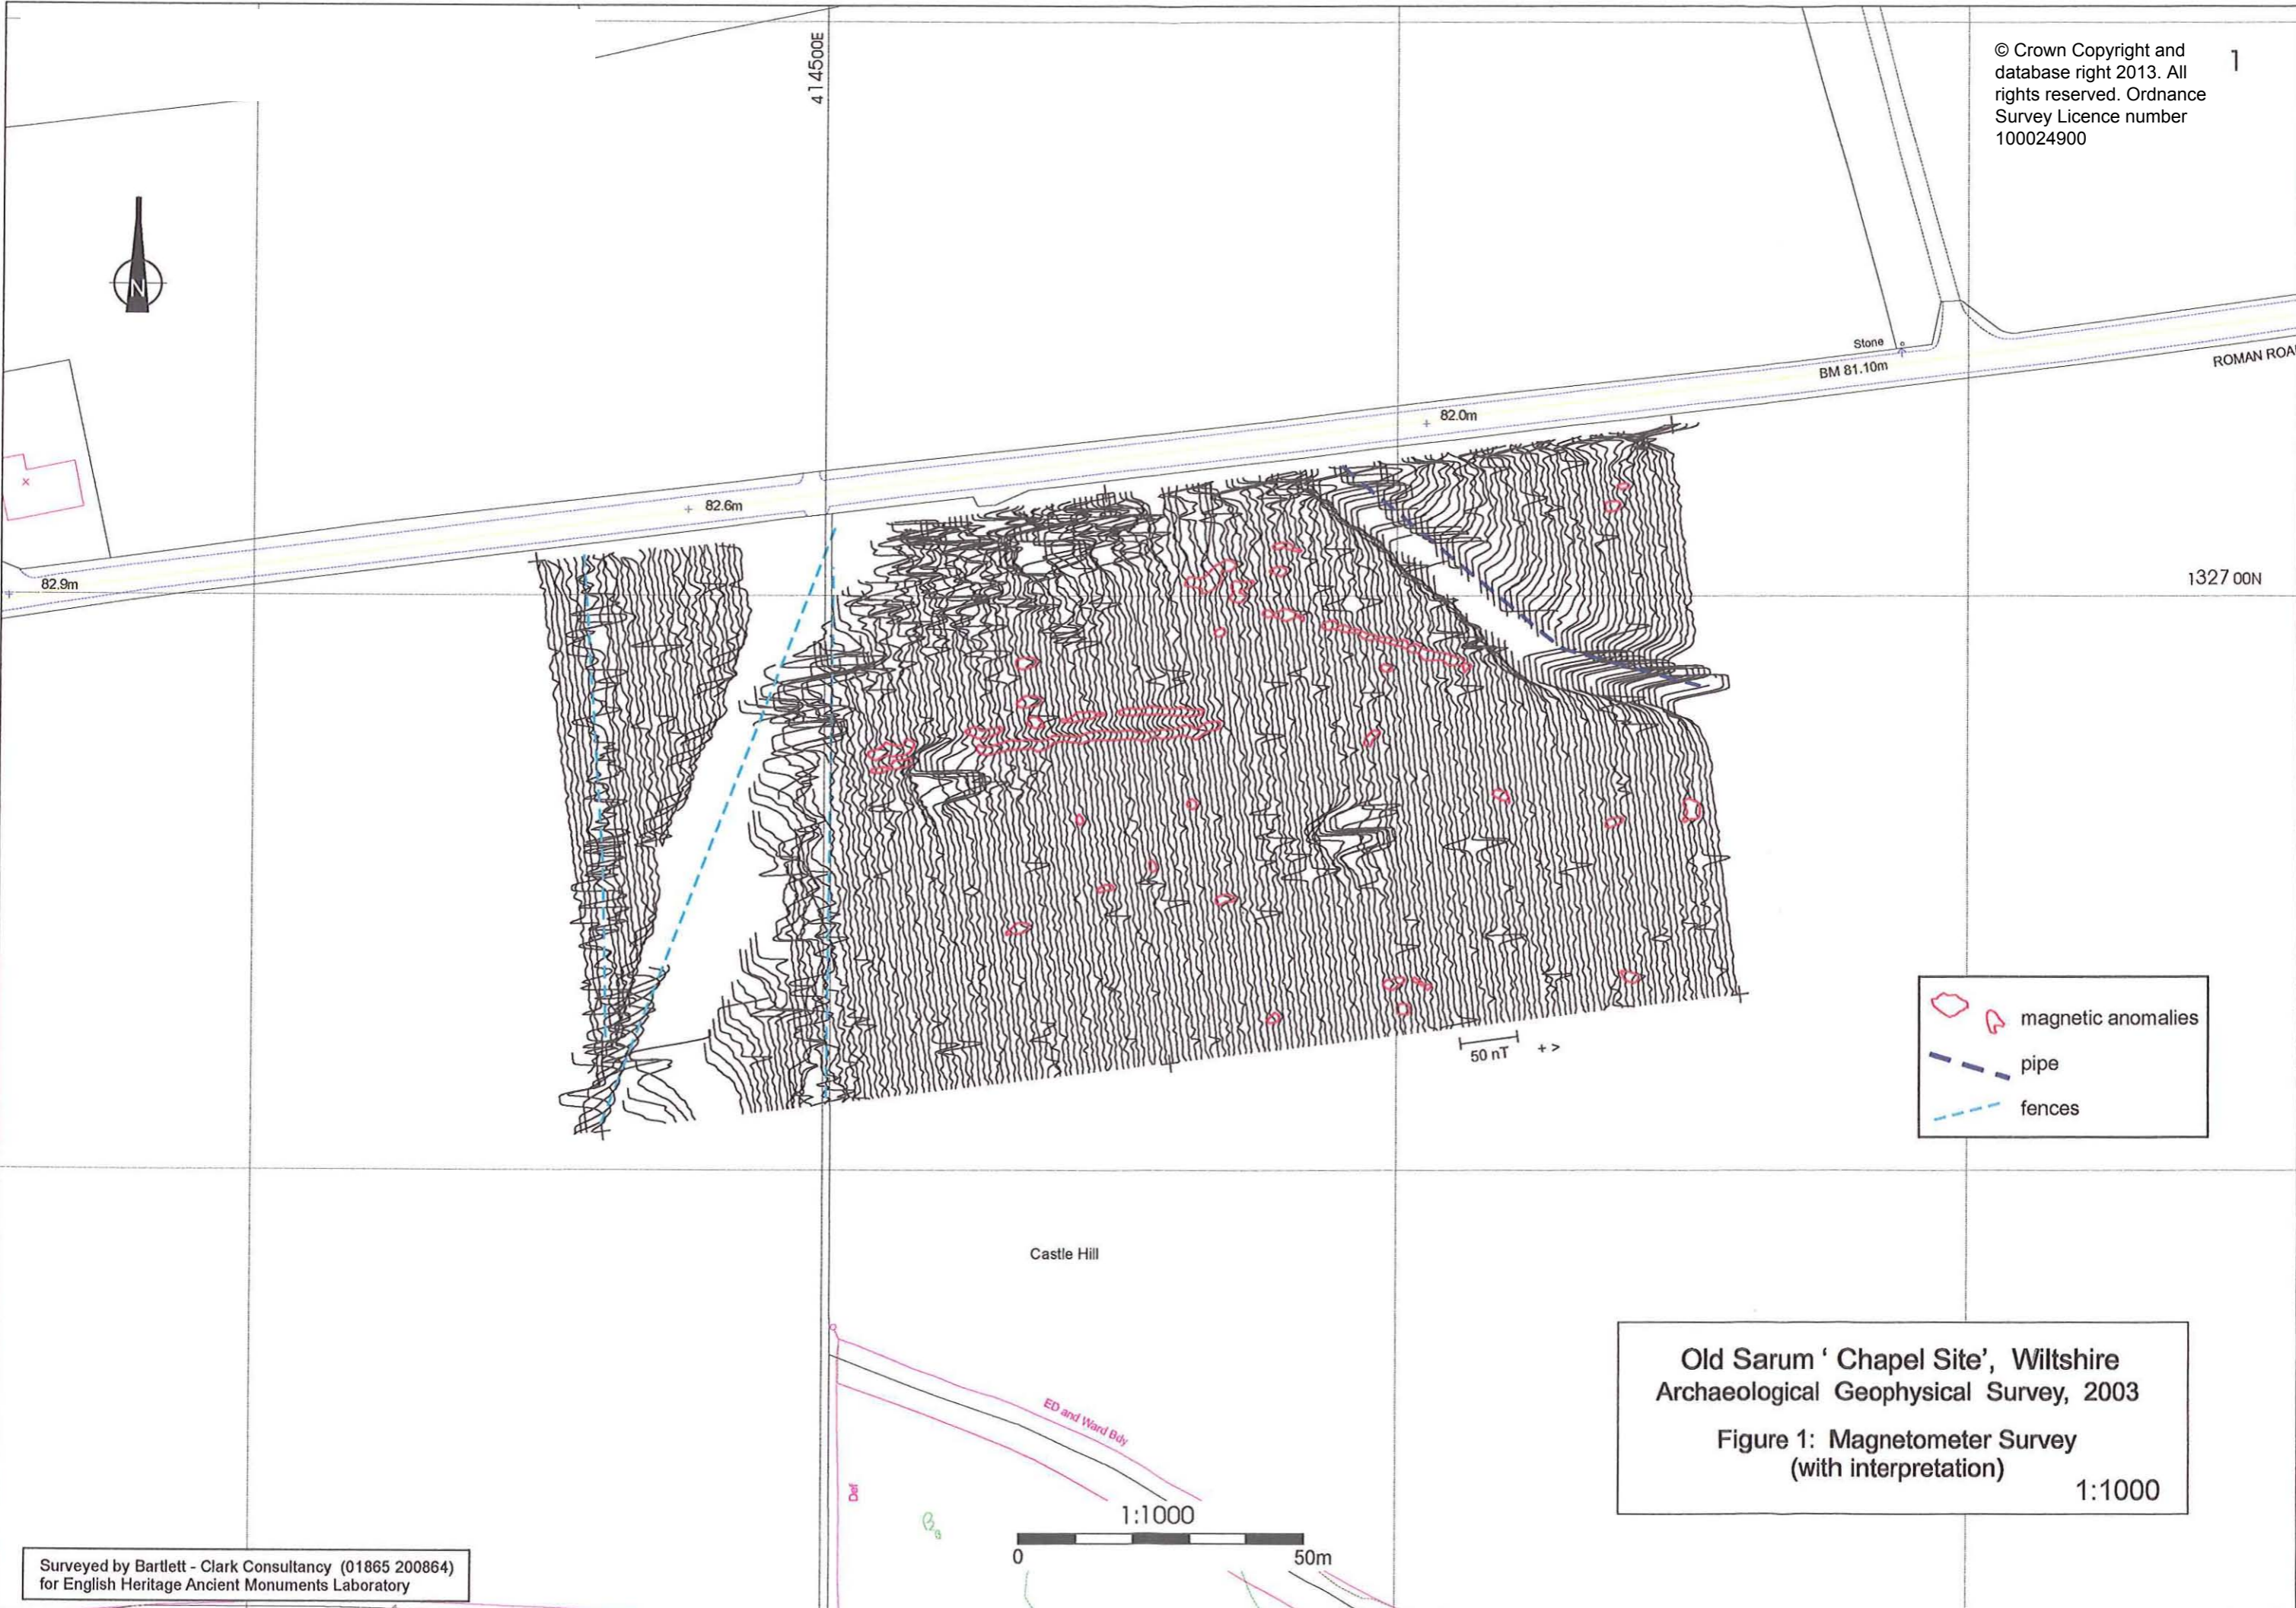 © Crown Copyright and
database right 2013. All
rights reserved. Ordnance
Survey Licence number
100024900
1
414500E
N
Stone
BM 81.10m
ROMAN ROA
82.0m
82.6m
82.9m
132700N
magnetic anomalies
pipe
fences
50 nT
+ >
Castle Hill
ED and Ward Bdy
Def
Old Sarum ‘ Chapel Site’, Wiltshire
Archaeological Geophysical Survey, 2003
Figure 1: Magnetometer Survey
(with interpretation)
1:1000
1:1000
0 50m
Surveyed by Bartlett - Clark Consultancy (01865 200864)
for English Heritage Ancient Monuments Laboratory